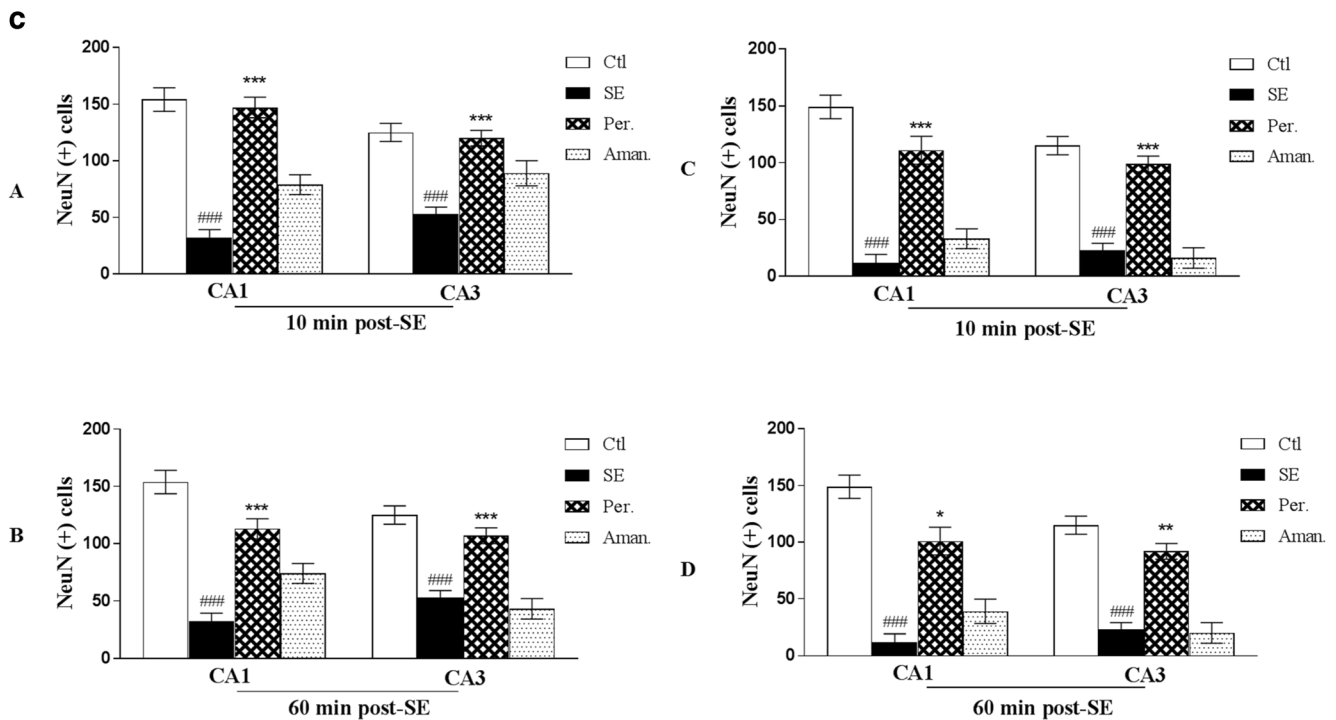 c
A
NeuN (+) cells
200
150
100
50
0
***
***
###
###
CA1
CA3
10 min post-SE
Ctl
SE
Per.
Aman.
C
NeuN (+) cells
200
150
100
50
0
***
***
###
###
CA1
CA3
10 min post-SE
Ctl
SE
Per.
Aman.
B
NeuN (+) cells
200
150
100
50
0
***
***
###
###
CA1
CA3
60 min post-SE
Ctl
SE
Per.
Aman.
D
NeuN (+) cells
200
150
100
50
0
*
**
###
###
CA1
CA3
60 min post-SE
Ctl
SE
Per.
Aman.